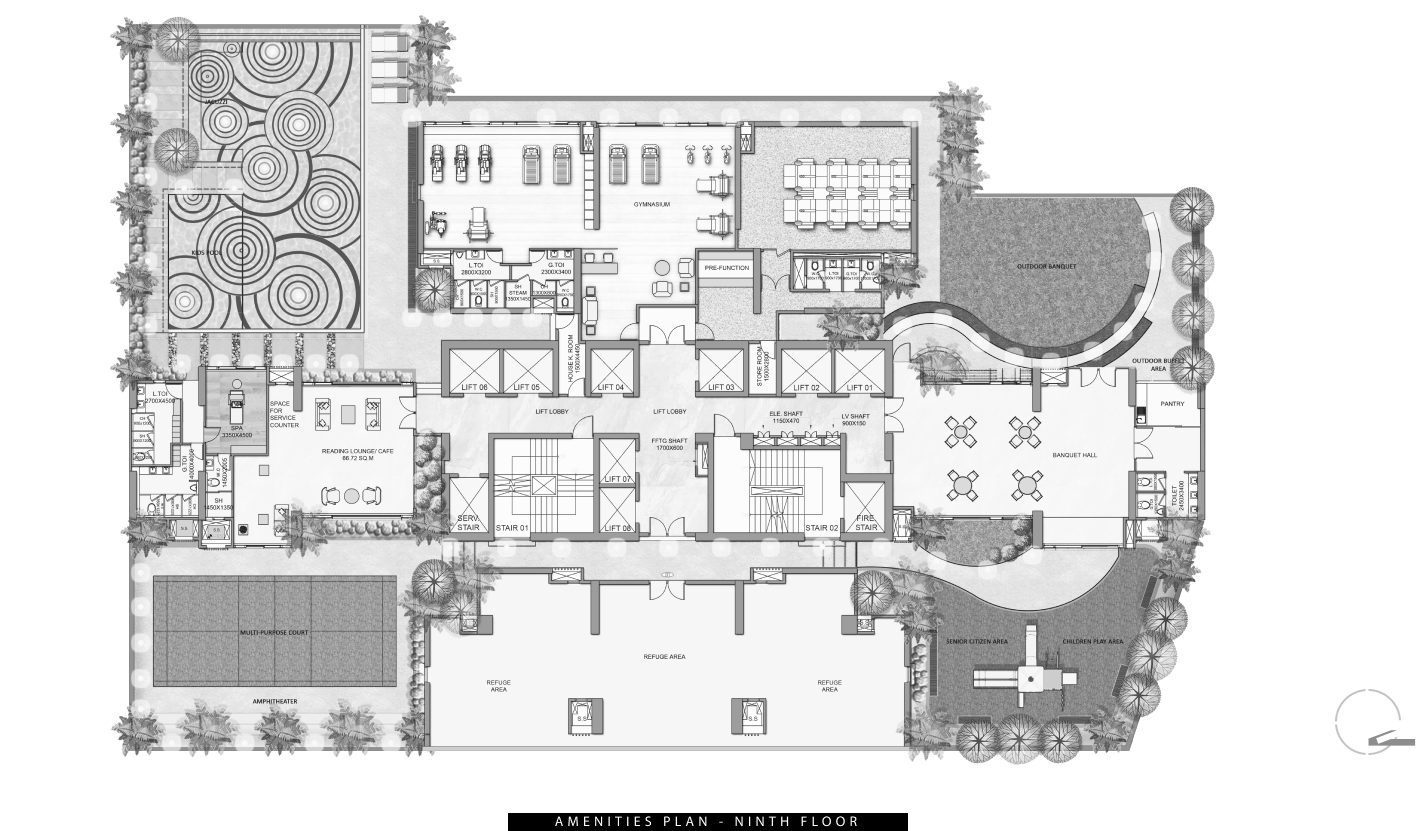 JACUZZI
KIDS POOL
GYMNASIUM
L.TOI
2800X3200
G.TOI
2300X3400
SH
STEAM
1350X1450
PRE-FUNCTION
OUTDOOR BANQUET
OUTDOOR BUFFET
AREA
PANTRY
LIFT 06
LIFT 05
HOUSE K. ROOM
1500X4450
LIFT 04
LIFT 03
STORE ROOM
1500X2600
LIFT 02
LIFT 01
L.TOI
2700X4500
SPA
3350X4500
SPACE
FOR
SERVICE
COUNTER
LIFT LOBBY
LIFT LOBBY
ELE. SHAFT
1150X470
LV SHAFT
900X150
FFTG SHAFT
1700X600
READING LOUNGE/ CAFE
86.72 SQ.M
BANQUET HALL
G.TOI
W.C
SH
1450X1350
LIFT 07
LIFT 08
SERV.
STAIR
STAIR 01
STAIR 02
FIRE
STAIR
TOILET
2450X3400
S.S
MULTI-PURPOSE COURT
AMPHITHEATER
REFUGE AREA
REFUGE
AREA
REFUGE
AREA
S.S
S.S
SENIOR CITIZEN AREA
CHILDREN PLAY AREA
AMENITIES PLAN - NINTH FLOOR